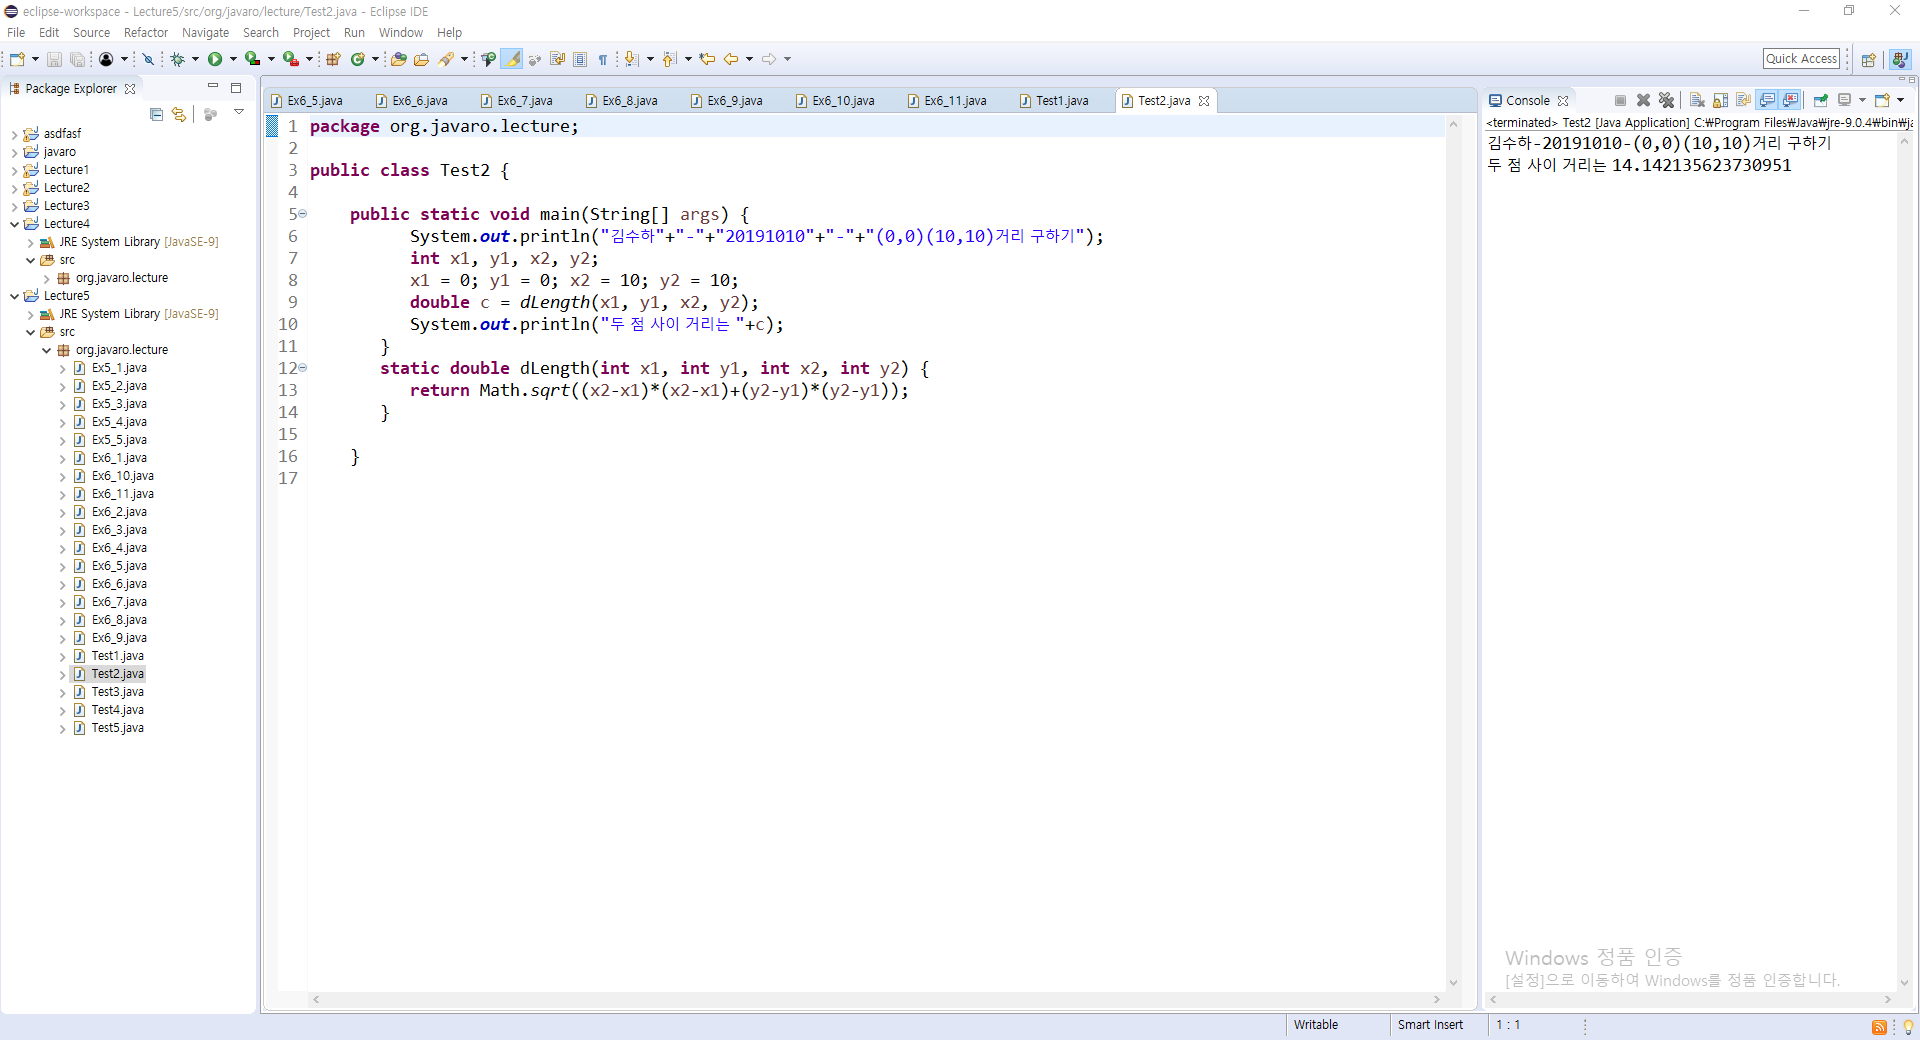 eclipse-workspace - Lecture5/src/org/javaro/lecture/Test2.java - Eclipse IDE
File Edit Source Refactor Navigate Search Project Run Window Help
Quick Access
Package Explorer
asdfasf
javaro
Lecture1
Lecture2
Lecture3
Lecture4
JRE System Library [JavaSE-9]
src
org.javaro.lecture
Lecture5
JRE System Library [JavaSE-9]
src
org.javaro.lecture
Ex5_1.java
Ex5_2.java
Ex5_3.java
Ex5_4.java
Ex5_5.java
Ex6_1.java
Ex6_10.java
Ex6_11.java
Ex6_2.java
Ex6_3.java
Ex6_4.java
Ex6_5.java
Ex6_6.java
Ex6_7.java
Ex6_8.java
Ex6_9.java
Test1.java
Test2.java
Test3.java
Test4.java
Test5.java
Ex6_5.java Ex6_6.java Ex6_7.java Ex6_8.java Ex6_9.java Ex6_10.java Ex6_11.java Test1.java Test2.java
1 package org.javaro.lecture;
2
3 public class Test2 {
4
5 public static void main(String[] args) {
6 System.out.println("김수하"+"-"+"20191010"+"-"+"(0,0)(10,10)거리 구하기");
7 int x1, y1, x2, y2;
8 x1 = 0; y1 = 0; x2 = 10; y2 = 10;
9 double c = dLength(x1, y1, x2, y2);
10 System.out.println("두 점 사이 거리는 "+c);
11 }
12 static double dLength(int x1, int y1, int x2, int y2) {
13 return Math.sqrt((x2-x1)*(x2-x1)+(y2-y1)*(y2-y1));
14 }
15
16 }
17
Console
<terminated> Test2 [Java Application] C:₩Program Files₩Java₩jre-9.0.4₩bin₩ja
김수하-20191010-(0,0)(10,10)거리 구하기
두 점 사이 거리는 14.142135623730951
Windows 정품 인증
[설정]으로 이동하여 Windows를 정품 인증합니다.
Writable Smart Insert 1 : 1